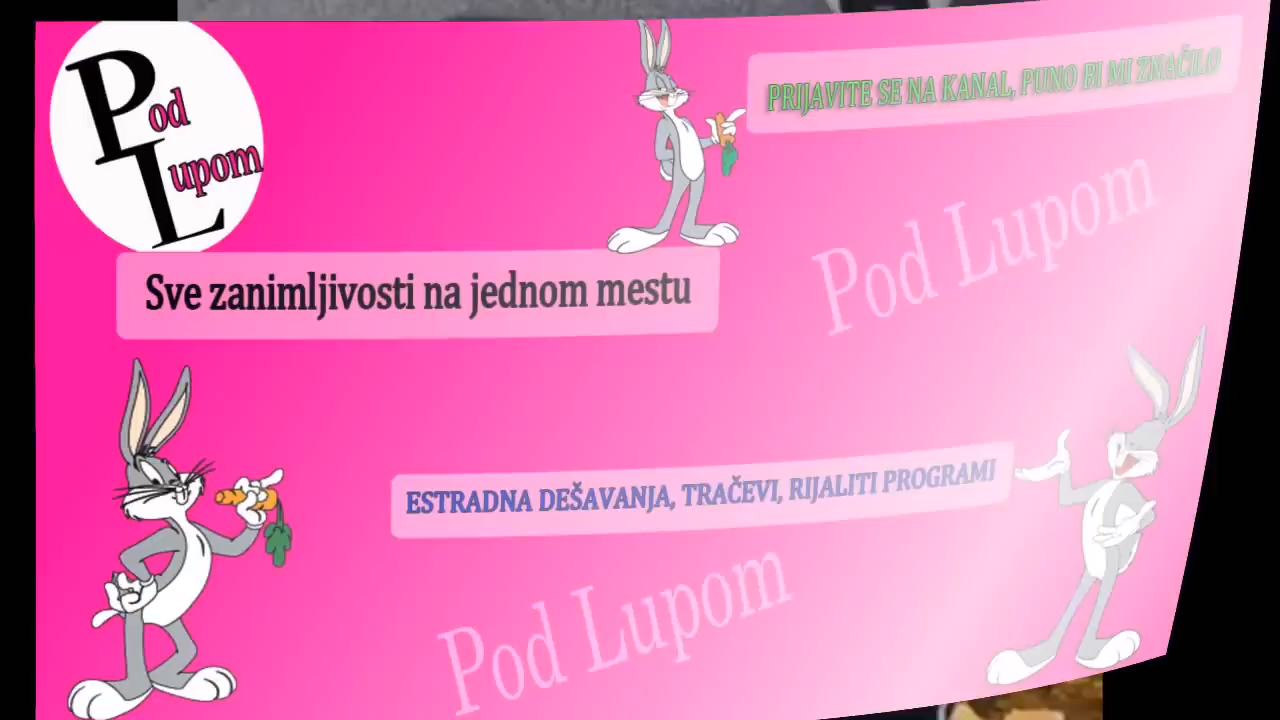 Pod
Lupom
PRIJAVITE SE NA KANAL, PUNO BI MI ZNAČILO
Pod Lupom
Sve zanimljivosti na jednom mestu
ESTRADNA DEŠAVANJA, TRAČEVI, RIJALITI PROGRAMI
Pod Lupom